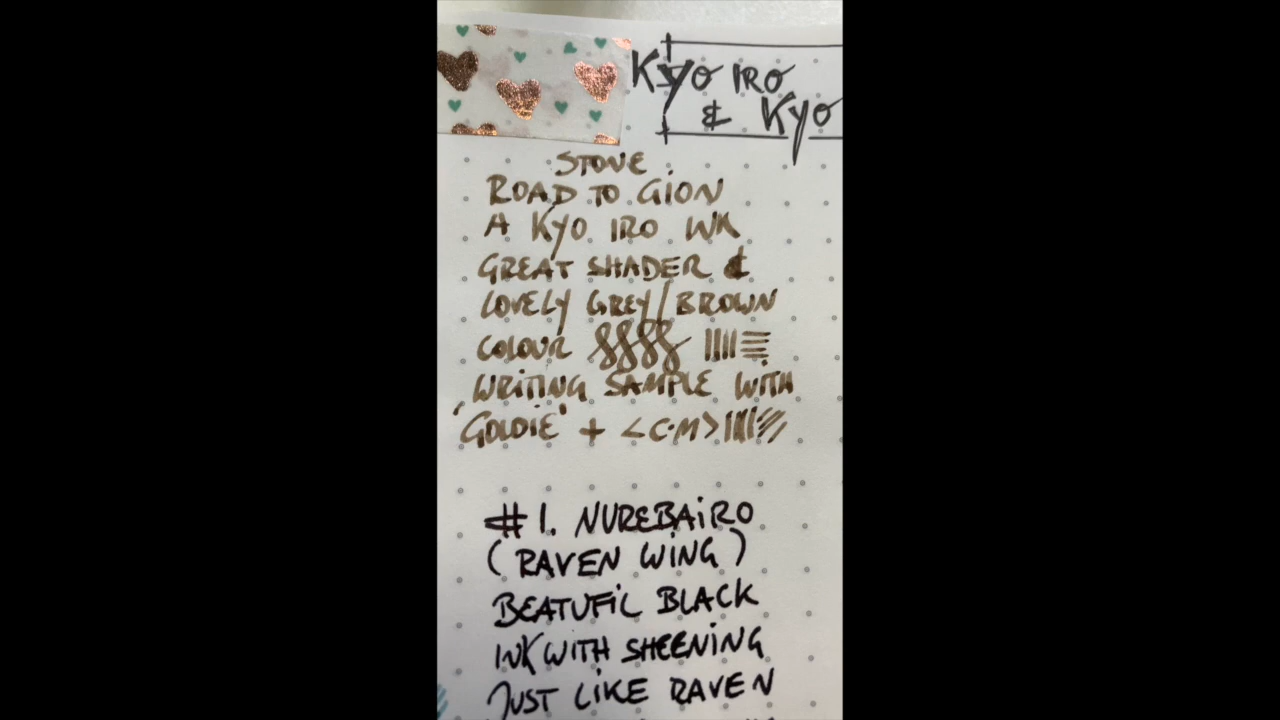 KYO IRO
& KYO
STONE
ROAD TO GION
A KYO IRO INK
GREAT SHADER &
LOVELY GREY/BROWN
COLOUR
WRITING SAMPLE WITH
'GOLDIE' + <C·M>
#1. NUREBAIRO
(RAVEN WING)
BEATUFIL BLACK
INK WITH SHEENING
JUST LIKE RAVEN